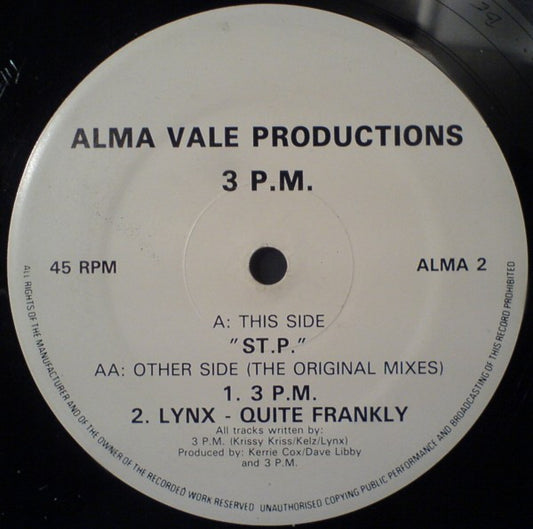 ALMA VALE PRODUCTIONS
3 P.M.
45 RPM
ALMA 2
A: THIS SIDE
"ST.P."
AA: OTHER SIDE (THE ORIGINAL MIXES)
1. 3 P.M.
2. LYNX - QUITE FRANKLY
All tracks written by:
3 P.M. (Krissy Kriss/Kelz/Lynx)
Produced by: Kerrie Cox/Dave Libby
and 3 P.M.
ALL RIGHTS OF THE MANUFACTURER AND OF THE OWNER OF THE RECORDED WORK RESERVED UNAUTHORISED COPYING PUBLIC PERFORMANCE AND BROADCASTING OF THIS RECORD PROHIBITED